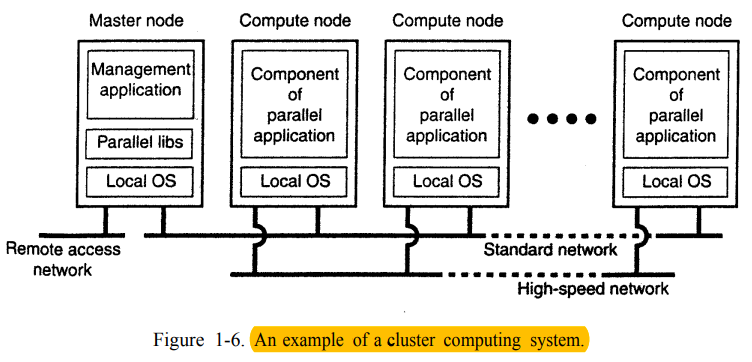 Master node
Compute node
Compute node
Compute node
Management
application
Parallel libs
Local OS
Component
of
parallel
application
Local OS
Component
of
parallel
application
Local OS
Component
of
parallel
application
Local OS
Remote access
network
Standard network
High-speed network
Figure 1-6. An example of a cluster computing system.